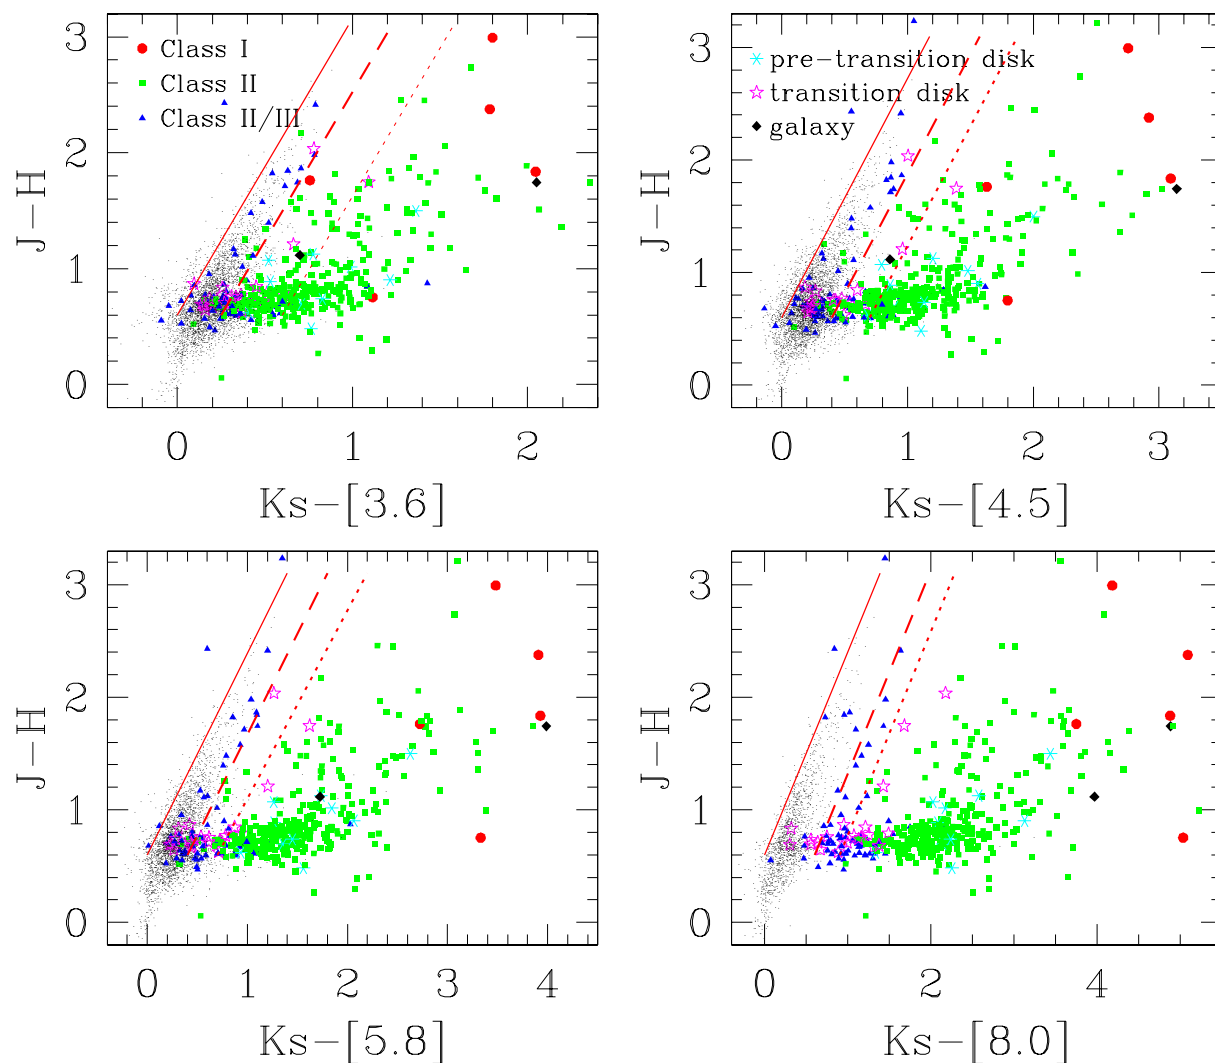 3
2
1
0
J-H
Class I
Class II
Class II/III
0 1 2
Ks-[3.6]
3
2
1
0
J-H
pre-transition disk
transition disk
galaxy
0 1 2 3
Ks-[4.5]
3
2
1
0
J-H
0 1 2 3 4
Ks-[5.8]
3
2
1
0
J-H
0 2 4
Ks-[8.0]